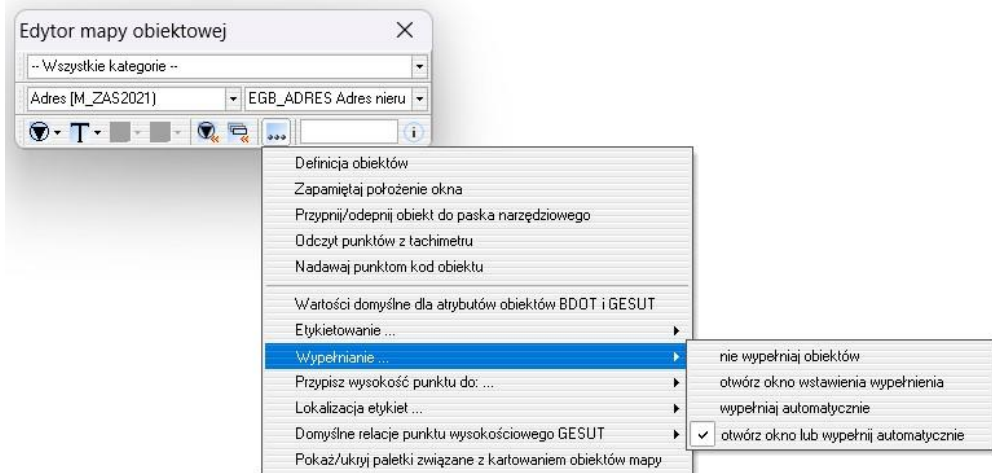 Edytor mapy obiektowej
-- Wszystkie kategorie --
Adres [M_ZAS2021) EGB_ADRES Adres nieru
T
Definicja obiektów
Zapamiętaj położenie okna
Przypnij/odepnij obiekt do paska narzędziowego
Odczyt punktów z tachimetru
Nadawaj punktom kod obiektu
Wartości domyślne dla atrybutów obiektów BDOT i GESUT
Etykietowanie ...
Wypełnianie ... nie wypełniaj obiektów
otwórz okno wstawienia wypełnienia
Przypisz wysokość punktu do: ...
Lokalizacja etykiet ... wypełniaj automatycznie
Domyślne relacje punktu wysokościowego GESUT otwórz okno lub wypełnij automatycznie
Pokaż/ukryj paletki związane z kartowaniem obiektów mapy